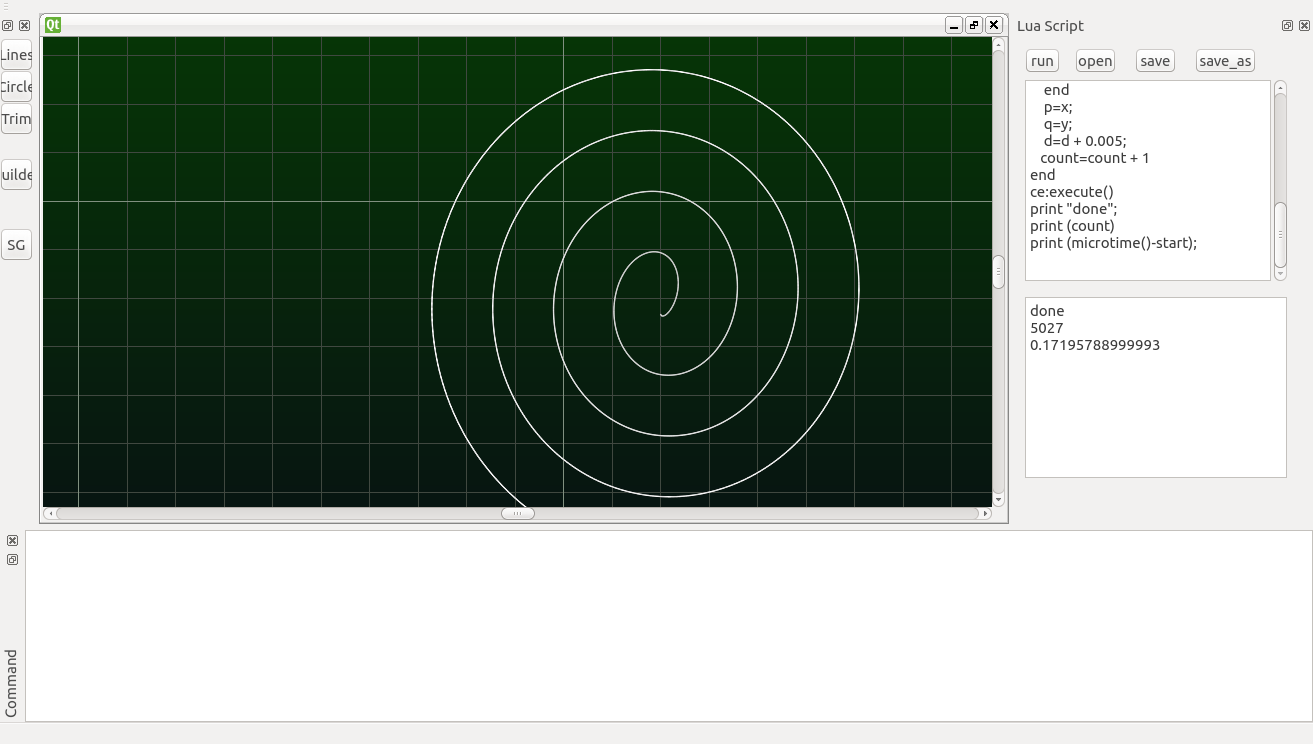 Qt
Lines
Circle
Trim
uilde
SG
Lua Script
run open save save_as
end
p=x;
q=y;
d=d + 0.005;
count=count + 1
end
ce:execute()
print "done";
print (count)
print (microtime()-start);
done
5027
0.17195788999993
Command